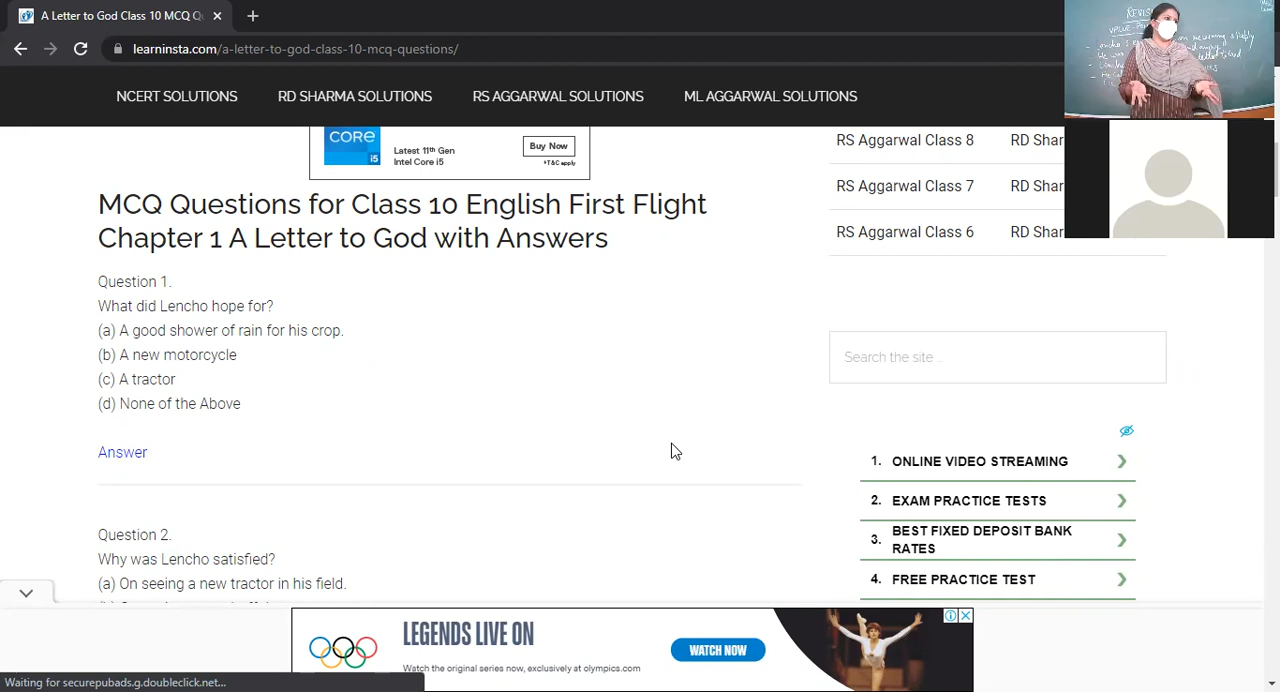 A Letter to God Class 10 MCQ Q
learninsta.com/a-letter-to-god-class-10-mcq-questions/
NCERT SOLUTIONS RD SHARMA SOLUTIONS RS AGGARWAL SOLUTIONS ML AGGARWAL SOLUTIONS
CORE
i5
Latest 11th Gen
Intel Core i5
Buy Now
*T&C apply
MCQ Questions for Class 10 English First Flight
Chapter 1 A Letter to God with Answers
Question 1.
What did Lencho hope for?
(a) A good shower of rain for his crop.
(b) A new motorcycle
(c) A tractor
(d) None of the Above
Answer
Question 2.
Why was Lencho satisfied?
(a) On seeing a new tractor in his field.
RS Aggarwal Class 8 RD Shar
RS Aggarwal Class 7 RD Shar
RS Aggarwal Class 6 RD Shar
Search the site ...
1. ONLINE VIDEO STREAMING
2. EXAM PRACTICE TESTS
3. BEST FIXED DEPOSIT BANK
RATES
4. FREE PRACTICE TEST
LEGENDS LIVE ON
Watch the original series now, exclusively at olympics.com
WATCH NOW
Waiting for securepubads.g.doubleclick.net...